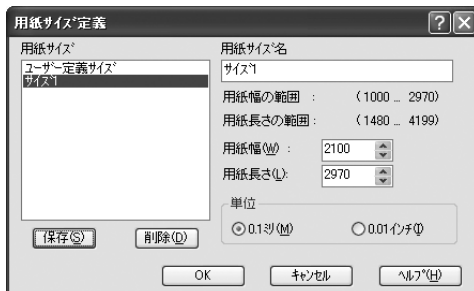 用紙ｻｲｽﾞ定義
用紙ｻｲｽﾞ
ﾕｰｻﾞｰ定義ｻｲｽﾞ
ｻｲｽﾞ1
保存(S)
削除(D)
用紙ｻｲｽﾞ名
ｻｲｽﾞ1
用紙幅の範囲 : (1000 .. 2970)
用紙長さの範囲 : (1480 .. 4199)
用紙幅(W) : 2100
用紙長さ(L): 2970
単位
0.1ﾐﾘ(M) 0.01ｲﾝﾁ(I)
OK ｷｬﾝｾﾙ ﾍﾙﾌﾟ(H)